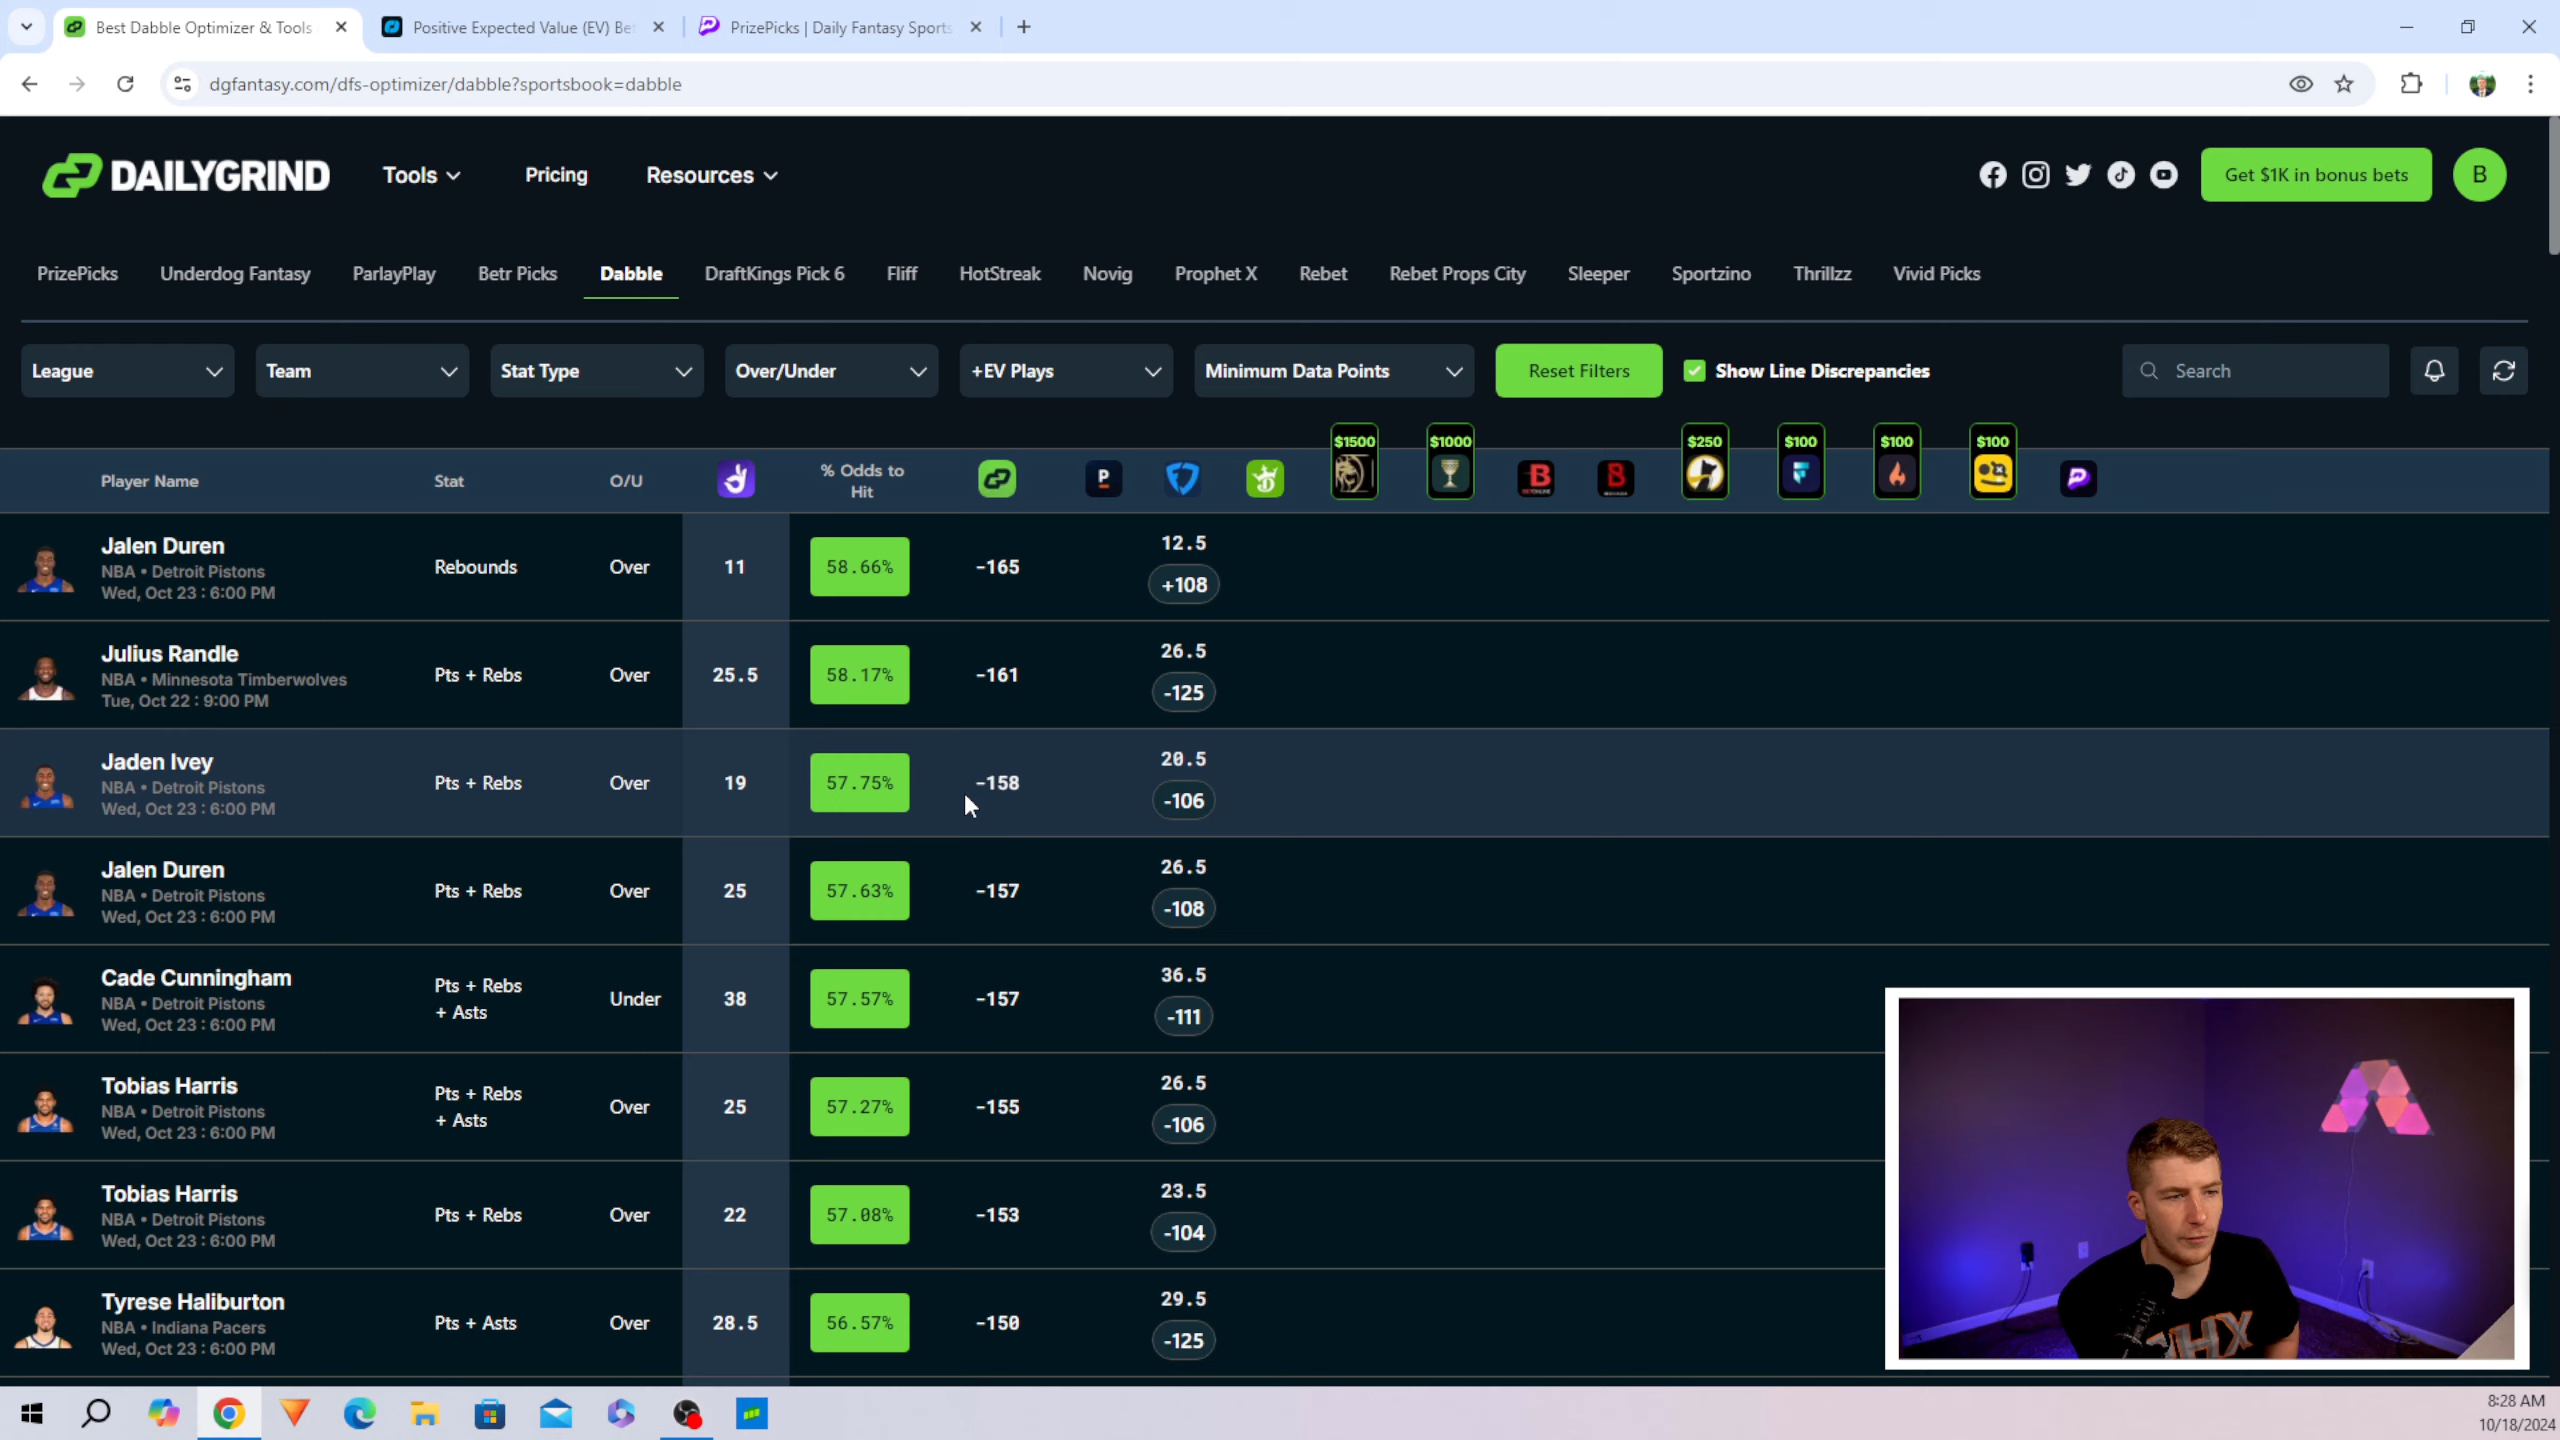 Best Dabble Optimizer & Tools
Positive Expected Value (EV) Be
PrizePicks | Daily Fantasy Sports
dgfantasy.com/dfs-optimizer/dabble?sportsbook=dabble
DAILYGRIND
Tools
Pricing
Resources
Get $1K in bonus bets
B
PrizePicks
Underdog Fantasy
ParlayPlay
Betr Picks
Dabble
DraftKings Pick 6
Fliff
HotStreak
Novig
Prophet X
Rebet
Rebet Props City
Sleeper
Sportzino
Thrillzz
Vivid Picks
League
Team
Stat Type
Over/Under
+EV Plays
Minimum Data Points
Reset Filters
Show Line Discrepancies
Search
$1500
$1000
$250
$100
$100
$100
Player Name
Stat
O/U
% Odds to
Hit
Jalen Duren
NBA • Detroit Pistons
Wed, Oct 23 : 6:00 PM
Rebounds
Over
11
58.66%
-165
12.5
+108
Julius Randle
NBA • Minnesota Timberwolves
Tue, Oct 22 : 9:00 PM
Pts + Rebs
Over
25.5
58.17%
-161
26.5
-125
Jaden Ivey
NBA • Detroit Pistons
Wed, Oct 23 : 6:00 PM
Pts + Rebs
Over
19
57.75%
-158
20.5
-106
Jalen Duren
NBA • Detroit Pistons
Wed, Oct 23 : 6:00 PM
Pts + Rebs
Over
25
57.63%
-157
26.5
-108
Cade Cunningham
NBA • Detroit Pistons
Wed, Oct 23 : 6:00 PM
Pts + Rebs
+ Asts
Under
38
57.57%
-157
36.5
-111
Tobias Harris
NBA • Detroit Pistons
Wed, Oct 23 : 6:00 PM
Pts + Rebs
+ Asts
Over
25
57.27%
-155
26.5
-106
Tobias Harris
NBA • Detroit Pistons
Wed, Oct 23 : 6:00 PM
Pts + Rebs
Over
22
57.08%
-153
23.5
-104
Tyrese Haliburton
NBA • Indiana Pacers
Wed, Oct 23 : 6:00 PM
Pts + Asts
Over
28.5
56.57%
-150
29.5
-125
8:28 AM
10/18/2024